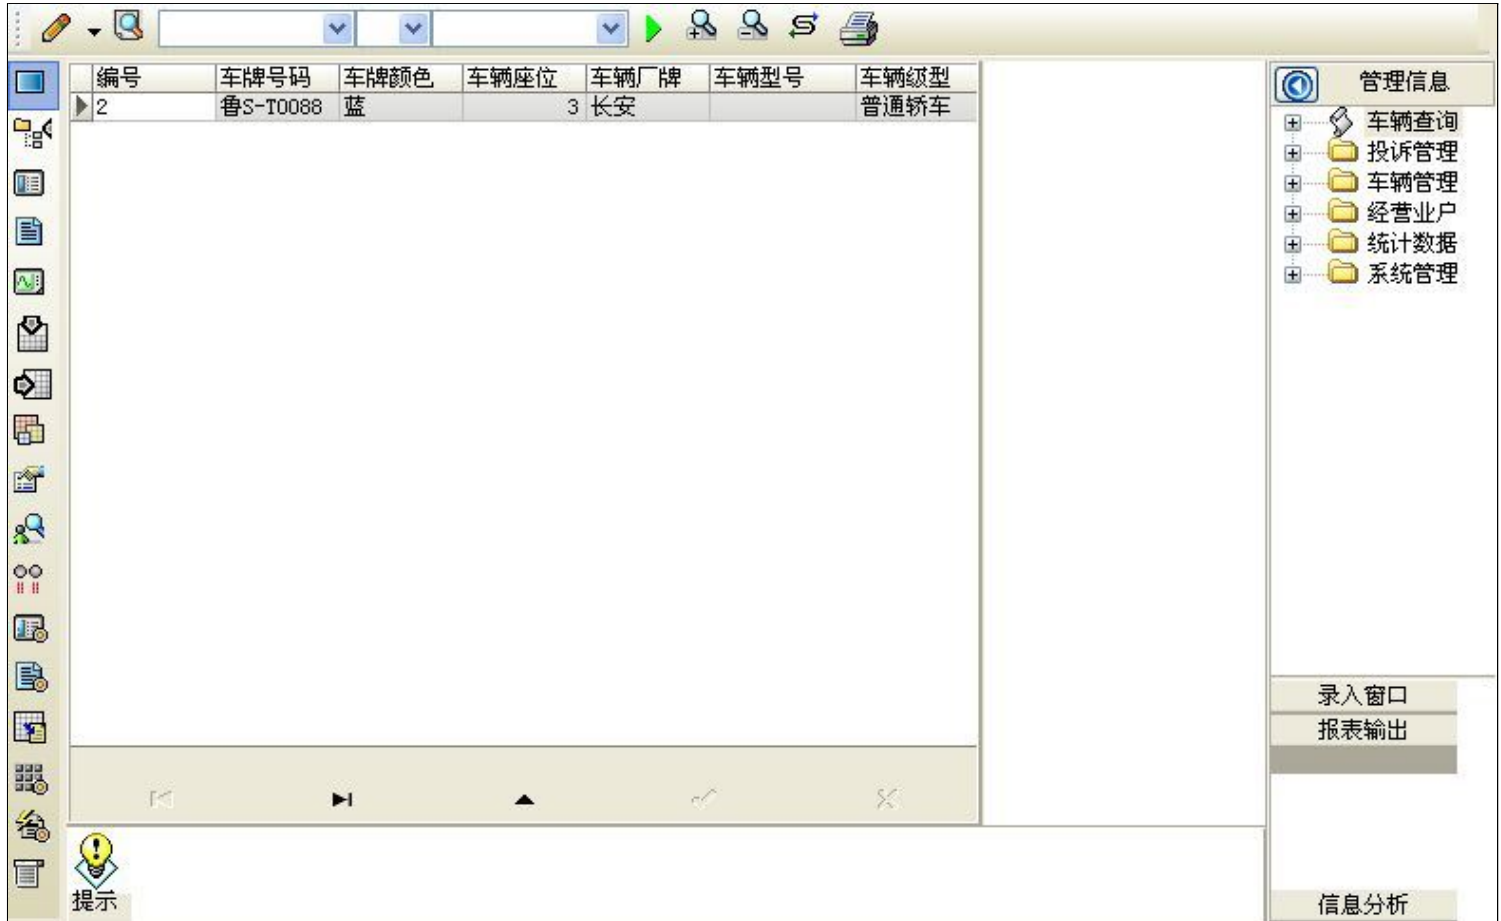 编号 车牌号码 车牌颜色 车辆座位 车辆厂牌 车辆型号 车辆级型
2 鲁S-T0088 蓝 3 长安 普通轿车
管理信息
车辆查询
投诉管理
车辆管理
经营业户
统计数据
系统管理
录入窗口
报表输出
提示
信息分析